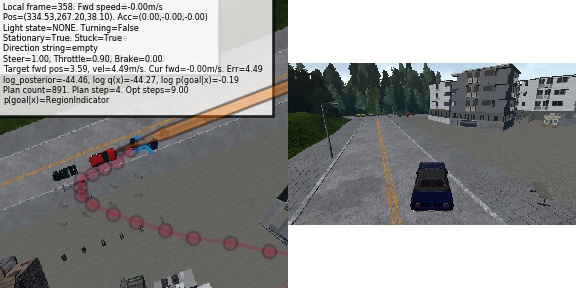 Local frame=358. Fwd speed=-0.00m/s
Pos=(334.53,267.20,38.10). Acc=(0.00,-0.00,-0.00)
Light state=NONE. Turning=False
Stationary=True. Stuck=True
Direction string=empty
Steer=1.00, Throttle=0.90, Brake=0.00
Target fwd pos=3.59, vel=4.49m/s. Cur fwd=-0.00m/s. Err=4.49
log_posterior=-44.46, log q(x)=-44.27, log p(goal|x)=-0.19
Plan count=891. Plan step=4. Opt steps=9.00
p(goal|x)=RegionIndicator